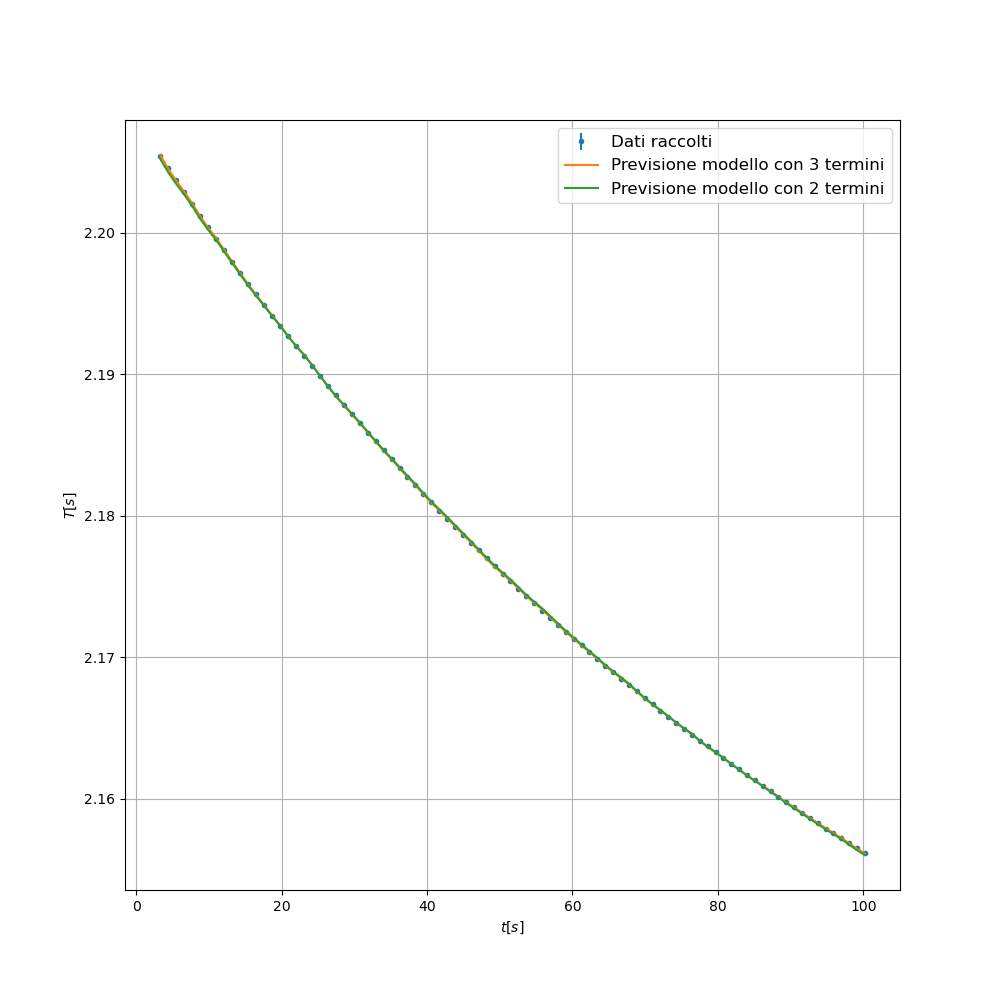 Dati raccolti
Previsione modello con 3 termini
Previsione modello con 2 termini
2.20
2.19
2.18
2.17
2.16
T[s]
0 20 40 60 80 100
t[s]